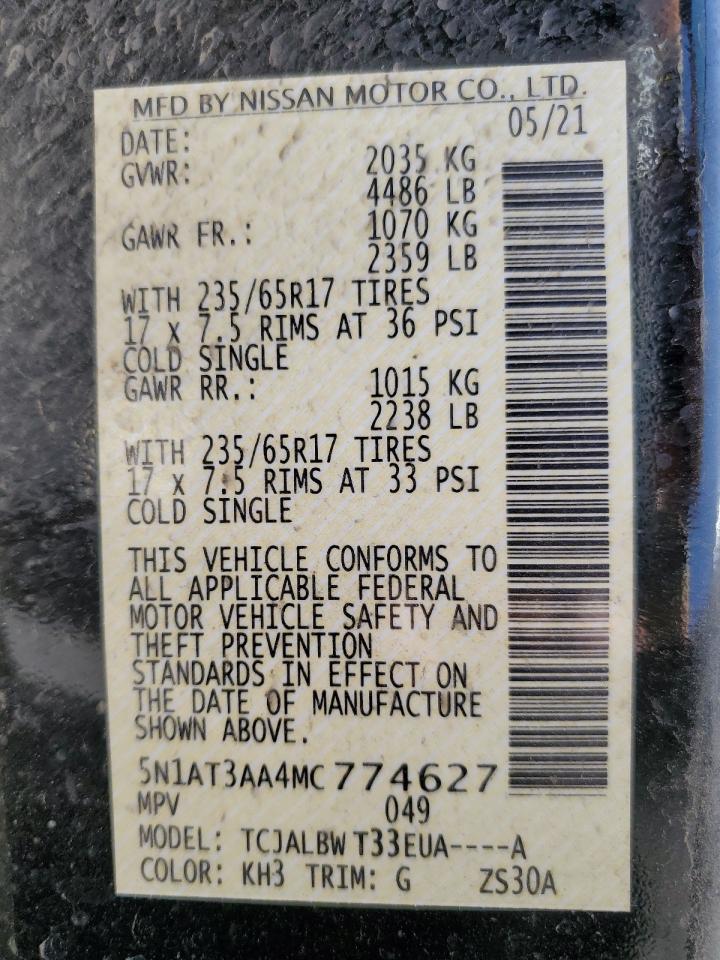 MFD BY NISSAN MOTOR CO., LTD.
DATE: 05/21
GVWR: 2035 KG
4486 LB
GAWR FR.: 1070 KG
2359 LB
WITH 235/65R17 TIRES
17 x 7.5 RIMS AT 36 PSI
COLD SINGLE
GAWR RR.: 1015 KG
2238 LB
WITH 235/65R17 TIRES
17 x 7.5 RIMS AT 33 PSI
COLD SINGLE
THIS VEHICLE CONFORMS TO
ALL APPLICABLE FEDERAL
MOTOR VEHICLE SAFETY AND
THEFT PREVENTION
STANDARDS IN EFFECT ON
THE DATE OF MANUFACTURE
SHOWN ABOVE.
5N1AT3AA4MC774627
MPV 049
MODEL: TCJALBW T33EUA----A
COLOR: KH3 TRIM: G ZS30A